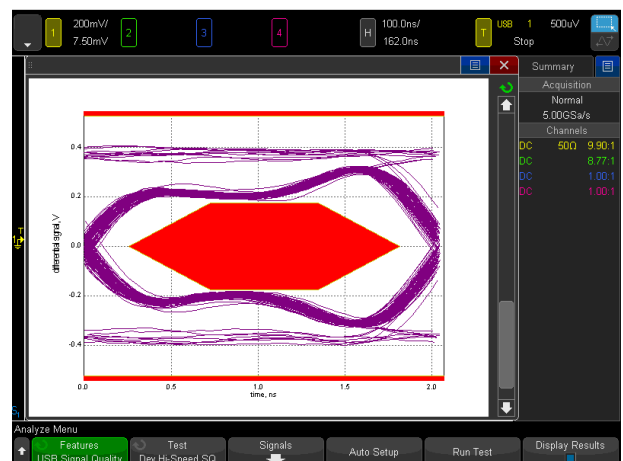 1 200mV/ 2 3 4 H 100.0ns/ T USB 1 500uV
7.50mV 162.0ns Stop
Summary
Acquisition
Normal
5.00GSa/s
Channels
DC 50Ω 9.90:1
DC 8.77:1
DC 1.00:1
DC 1.00:1
0.4
0.2
0.0
-0.2
-0.4
differential signal, V
0.0 0.5 1.0 1.5 2.0
time, ns
T
1
S1
Analyze Menu
Features Test Signals Auto Setup Run Test Display Results
USB Signal Quality Dev Hi-Speed SQ